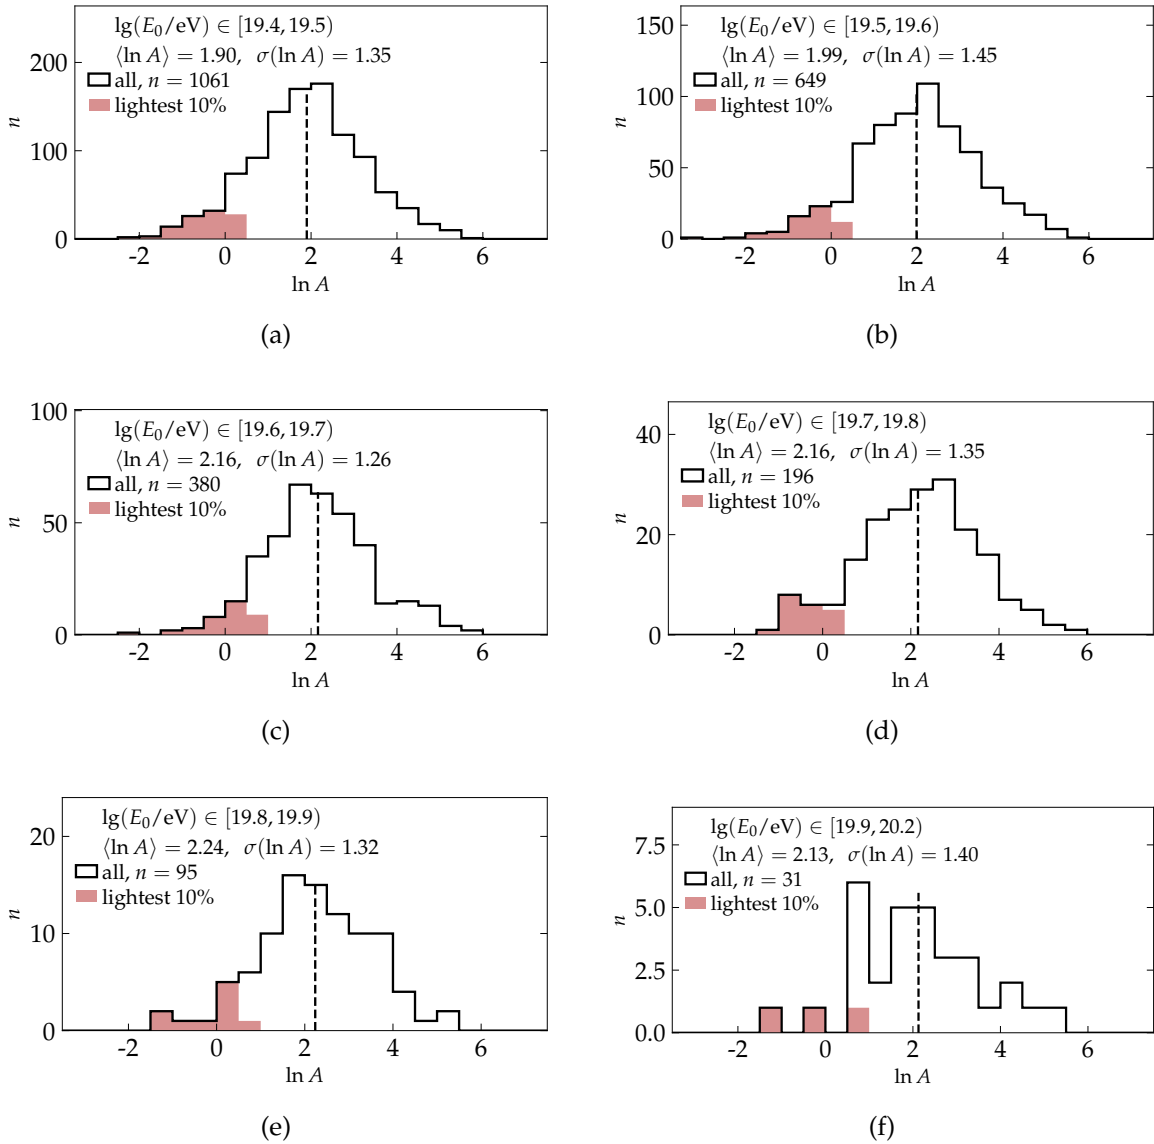 lg(E₀/eV) ∈ [19.4, 19.5)
⟨ln A⟩ = 1.90, σ(ln A) = 1.35
all, n = 1061
lightest 10%
200
100
0
n
-2 0 2 4 6
ln A
(a)
lg(E₀/eV) ∈ [19.5, 19.6)
⟨ln A⟩ = 1.99, σ(ln A) = 1.45
all, n = 649
lightest 10%
150
100
50
0
n
-2 0 2 4 6
ln A
(b)
lg(E₀/eV) ∈ [19.6, 19.7)
⟨ln A⟩ = 2.16, σ(ln A) = 1.26
all, n = 380
lightest 10%
100
50
0
n
-2 0 2 4 6
ln A
(c)
lg(E₀/eV) ∈ [19.7, 19.8)
⟨ln A⟩ = 2.16, σ(ln A) = 1.35
all, n = 196
lightest 10%
40
20
0
n
-2 0 2 4 6
ln A
(d)
lg(E₀/eV) ∈ [19.8, 19.9)
⟨ln A⟩ = 2.24, σ(ln A) = 1.32
all, n = 95
lightest 10%
20
10
0
n
-2 0 2 4 6
ln A
(e)
lg(E₀/eV) ∈ [19.9, 20.2)
⟨ln A⟩ = 2.13, σ(ln A) = 1.40
all, n = 31
lightest 10%
7.5
5.0
2.5
0.0
n
-2 0 2 4 6
ln A
(f)